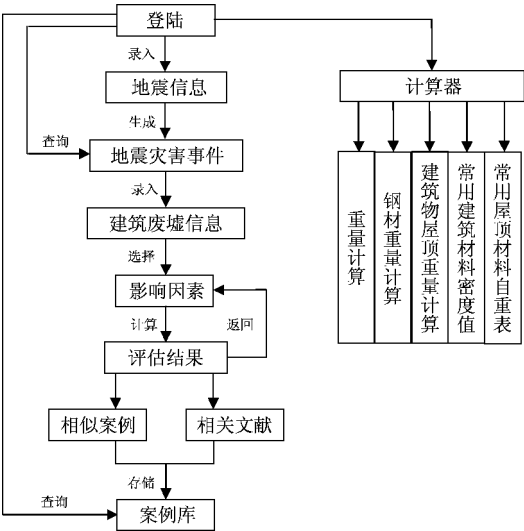 登陆
录入
地震信息
计算器
生成
查询
地震灾害事件
录入
建筑废墟信息
选择
影响因素
计算
返回
评估结果
相似案例
相关文献
存储
查询
案例库
重量计算
钢材重量计算
建筑物屋顶重量计算
常用建筑材料密度值
常用屋顶材料自重表